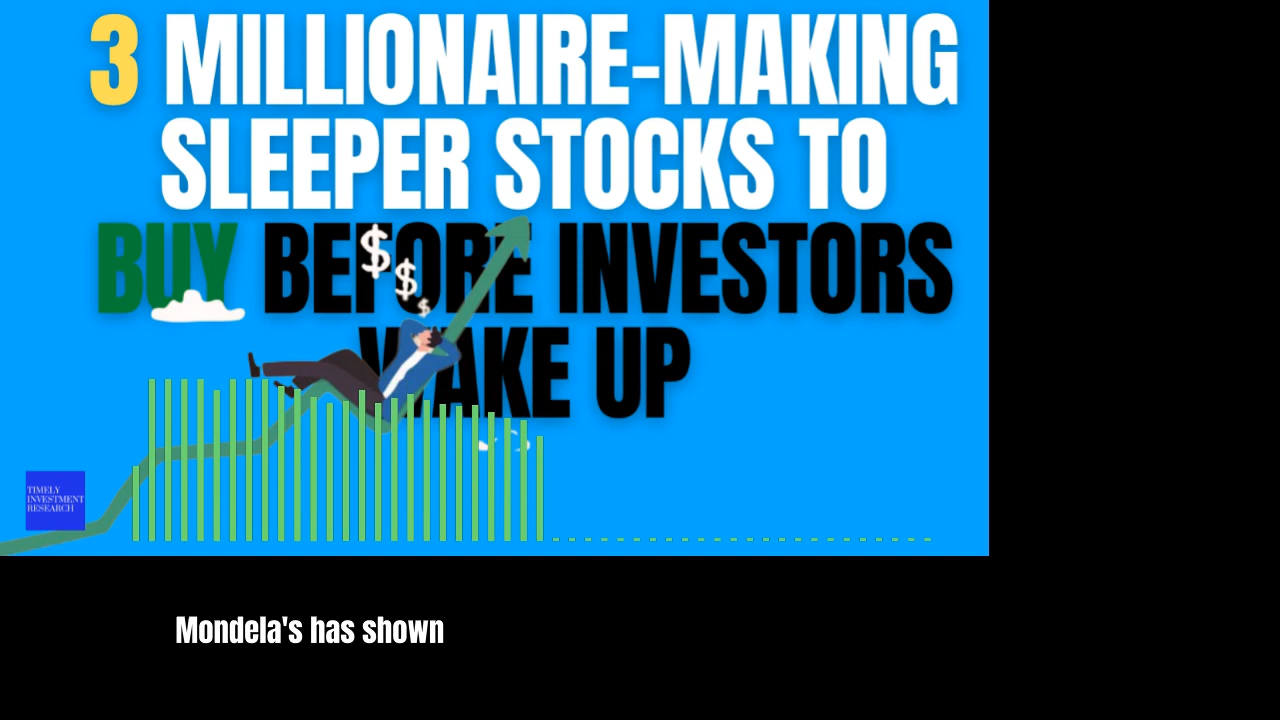 3 MILLIONAIRE-MAKING
SLEEPER STOCKS TO
BUY BEFORE INVESTORS
WAKE UP
TIMELY
INVESTMENT
RESEARCH
Mondela's has shown